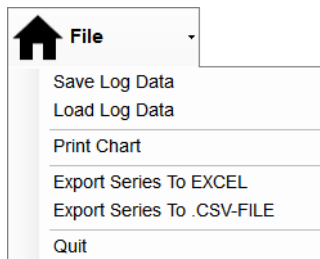 File
Save Log Data
Load Log Data
Print Chart
Export Series To EXCEL
Export Series To .CSV-FILE
Quit